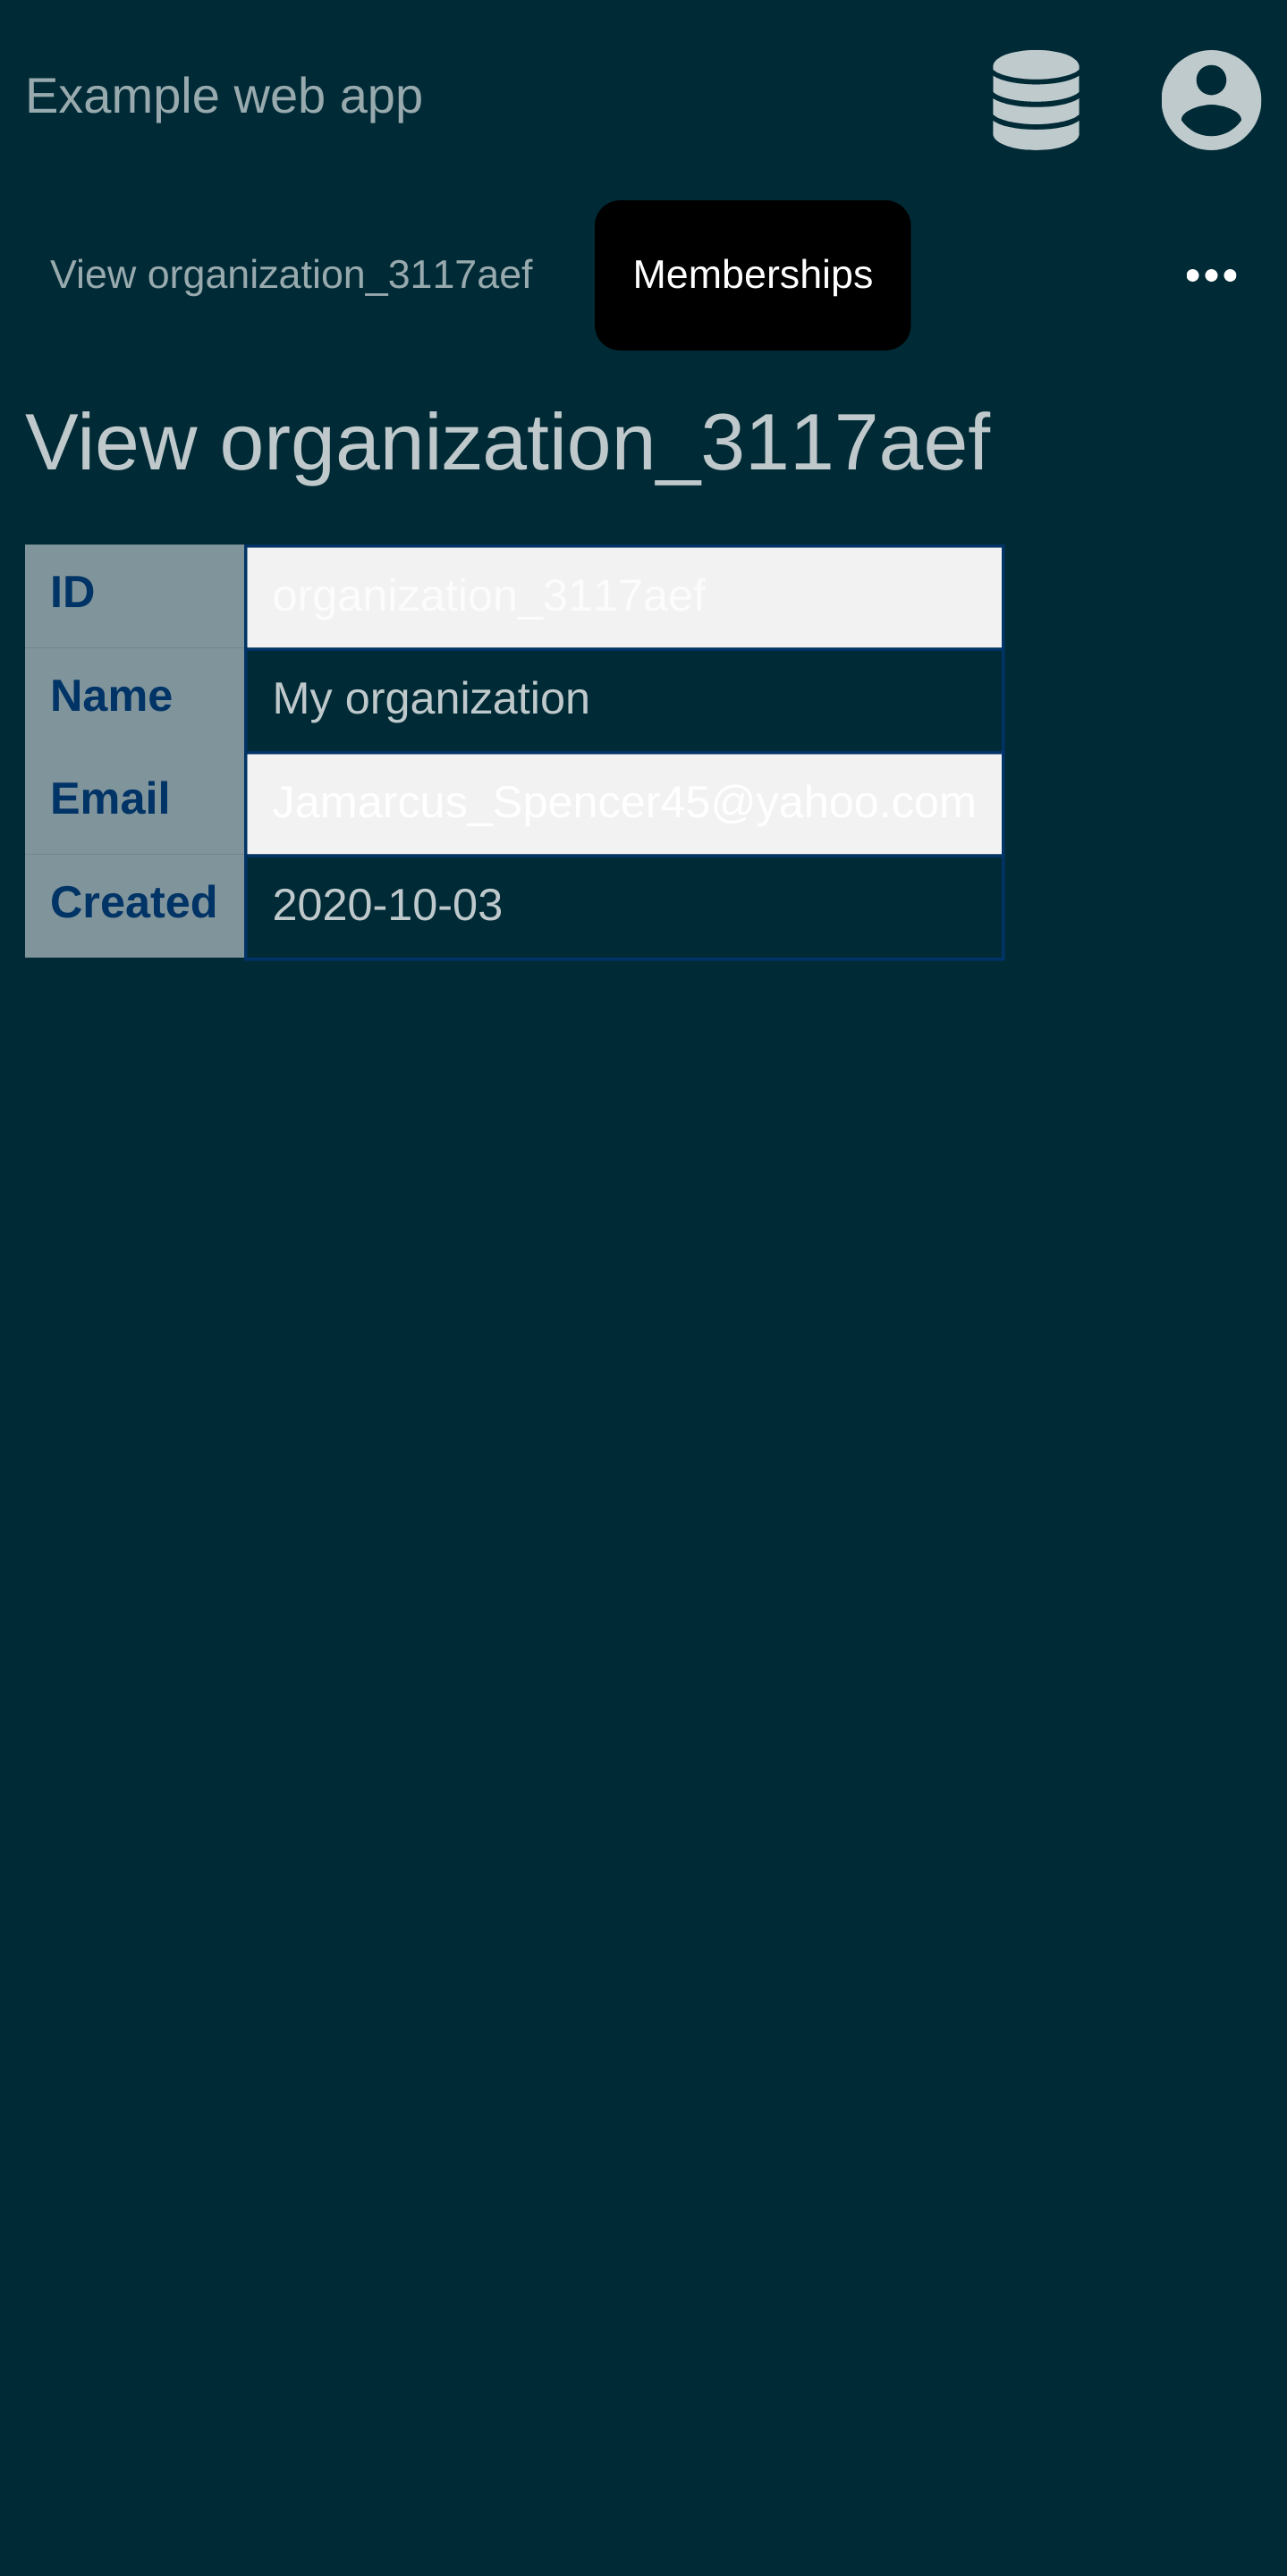 Example web app
View organization_3117aef Memberships
View organization_3117aef
ID organization_3117aef
Name My organization
Email Jamarcus_Spencer45@yahoo.com
Created 2020-10-03